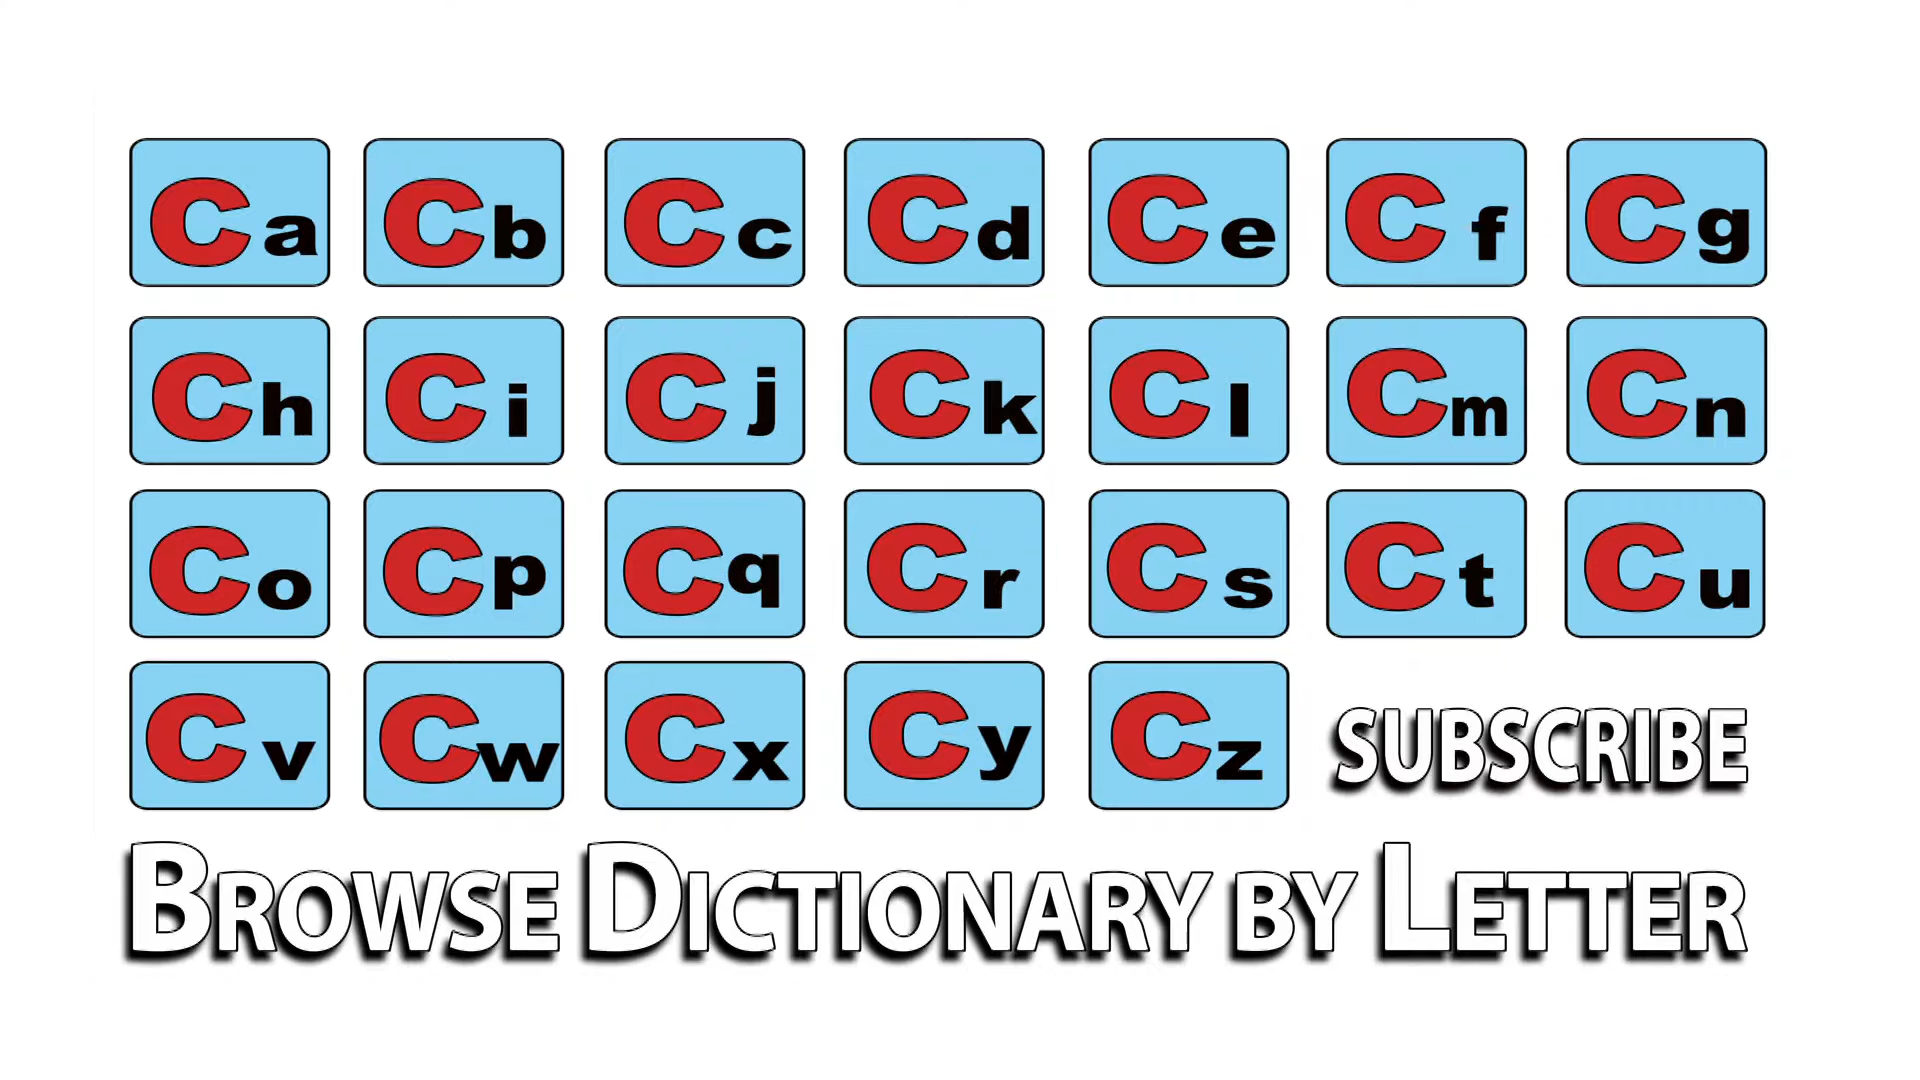 Ca Cb Cc Cd Ce Cf Cg
Ch Ci Cj Ck Cl Cm Cn
Co Cp Cq Cr Cs Ct Cu
Cv Cw Cx Cy Cz SUBSCRIBE
BROWSE DICTIONARY BY LETTER